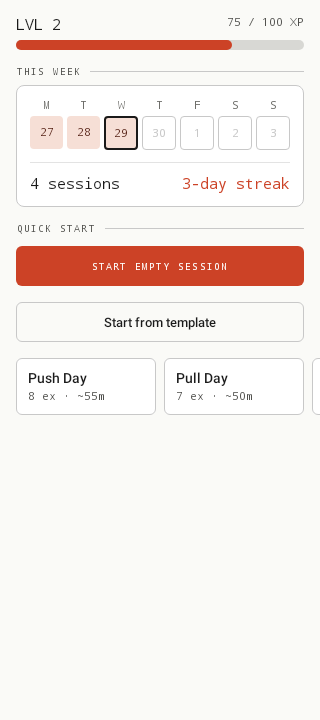 LVL 2
75 / 100 XP
THIS WEEK
M T W T F S S
27 28 29 30 1 2 3
4 sessions 3-day streak
QUICK START
START EMPTY SESSION
Start from template
Push Day
8 ex · ~55m
Pull Day
7 ex · ~50m